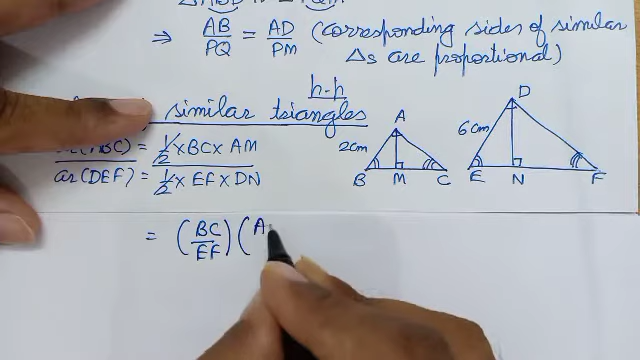 ⇒ AB/PQ = AD/PM (Corresponding sides of similar
Δs are proportional)
h-h
similar triangles
(ABC) = 1/2 × BC × AM
ar(DEF) = 1/2 × EF × DN
= (BC/EF) (A
A
2cm
B M C
D
6cm
E N F